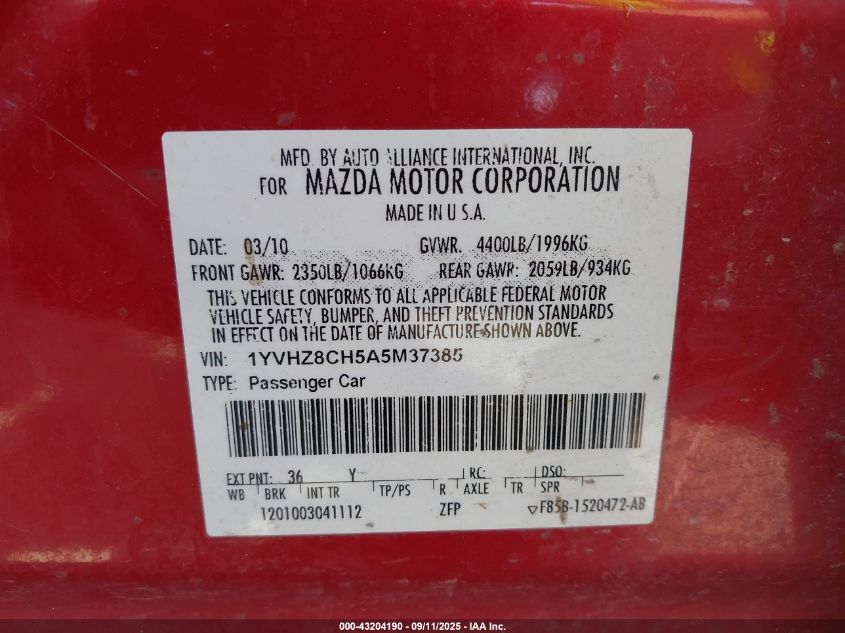 MFD. BY AUTO ALLIANCE INTERNATIONAL, INC.
FOR MAZDA MOTOR CORPORATION
MADE IN U.S.A.
DATE: 03/10 GVWR. 4400LB/1996KG
FRONT GAWR: 2350LB/1066KG REAR GAWR: 2059LB/934KG
THIS VEHICLE CONFORMS TO ALL APPLICABLE FEDERAL MOTOR
VEHICLE SAFETY, BUMPER, AND THEFT PREVENTION STANDARDS
IN EFFECT ON THE DATE OF MANUFACTURE SHOWN ABOVE.
VIN: 1YVHZ8CH5A5M37385
TYPE: Passenger Car
EXT PNT: 36 Y RC: DSO:
WB BRK INT TR TP/PS R AXLE TR SPR
1201003041112 ZFP ▽F85B-1520472-AB
000-43204190 - 09/11/2025 - IAA Inc.